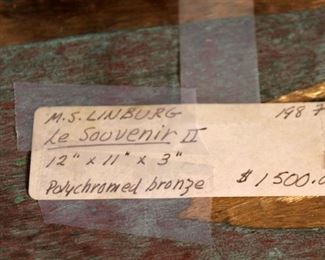 M.S. LINBURG 1987
Le Souvenir II
12" x 11" x 3"
Polychromed bronze $1500.0